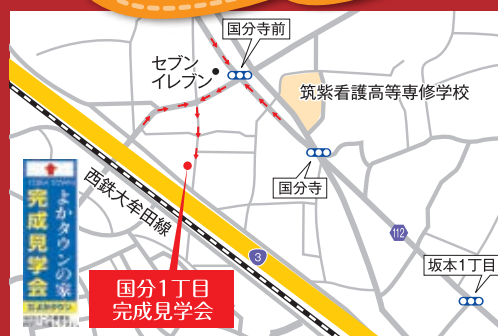 国分寺前
セブン
イレブン
筑紫看護高等専修学校
国分寺
西鉄大牟田線
112
3
坂本1丁目
よかタウンの家
完成見学会
国分1丁目
完成見学会